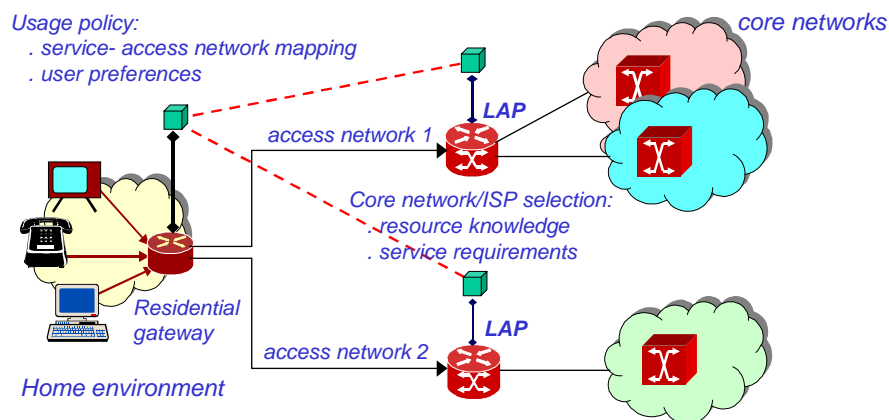 Usage policy:
. service- access network mapping
. user preferences
core networks
LAP
access network 1
Core network/ISP selection:
. resource knowledge
. service requirements
Residential
gateway
LAP
access network 2
Home environment